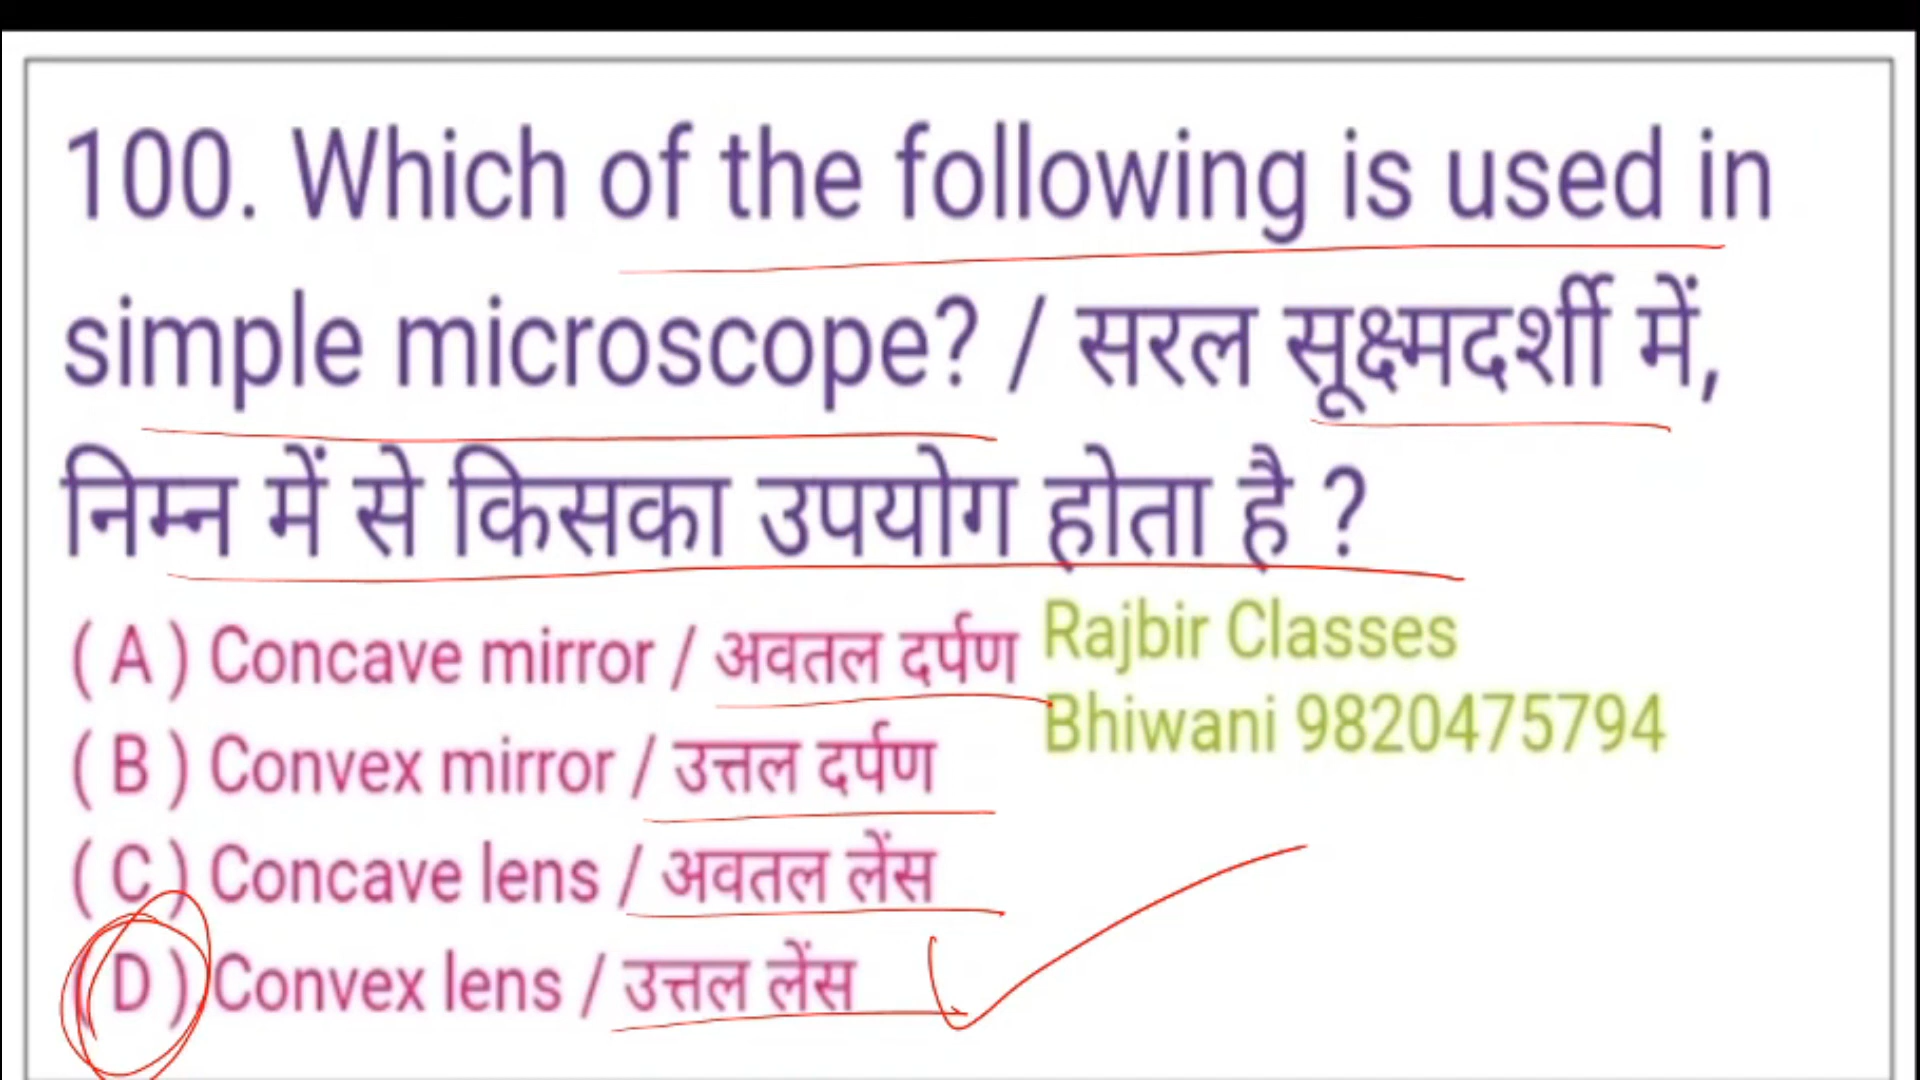 100. Which of the following is used in
simple microscope? / सरल सूक्ष्मदर्शी में,
निम्न में से किसका उपयोग होता है ?
( A ) Concave mirror / अवतल दर्पण
( B ) Convex mirror / उत्तल दर्पण
( C ) Concave lens / अवतल लेंस
( D ) Convex lens / उत्तल लेंस
Rajbir Classes
Bhiwani 9820475794